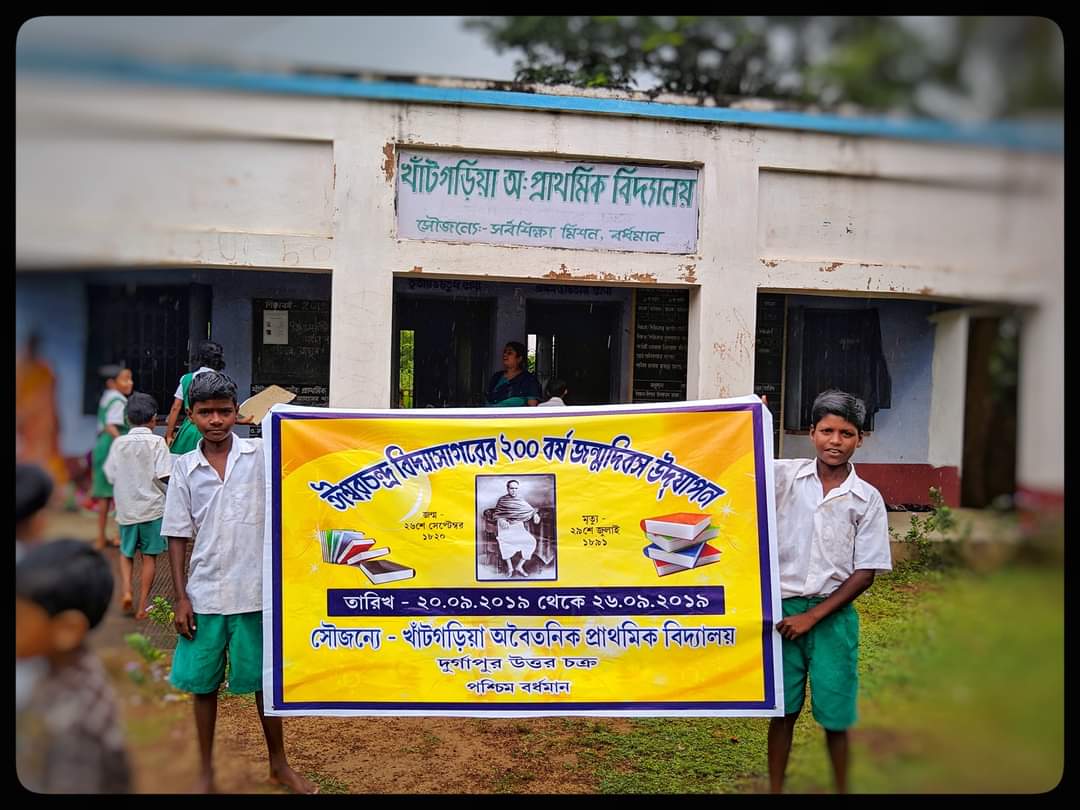 খাঁটগড়িয়া অঃ প্রাথমিক বিদ্যালয়
সৌজন্যেঃ- সর্বশিক্ষা মিশন, বর্ধমান
ঈশ্বরচন্দ্র বিদ্যাসাগরের ২০০ বর্ষ জন্মদিবস উদ্‌যাপন
জন্ম -
২৬শে সেপ্টেম্বর
১৮২০
মৃত্যু -
২৯শে জুলাই
১৮৯১
তারিখ - ২০.০৯.২০১৯ থেকে ২৬.০৯.২০১৯
সৌজন্যে - খাঁটগড়িয়া অবৈতনিক প্রাথমিক বিদ্যালয়
দুর্গাপুর উত্তর চক্র
পশ্চিম বর্ধমান